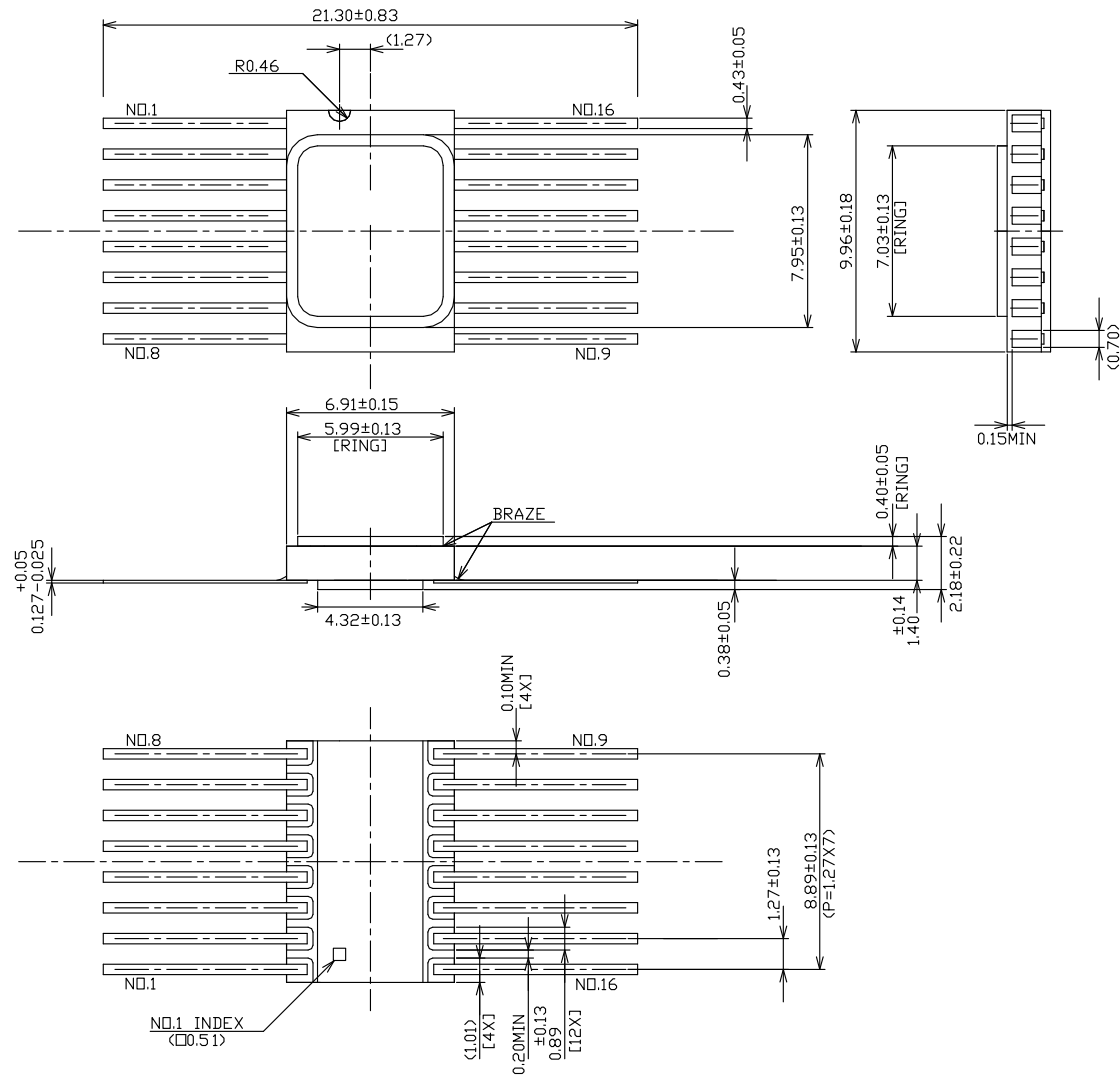 21.30±0.83
(1.27)
R0.46
0.43±0.05
NO.1
NO.16
7.95±0.13
9.96±0.18
7.03±0.13
[RING]
NO.8
NO.9
(0.70)
0.15MIN
6.91±0.15
5.99±0.13
[RING]
BRAZE
0.40±0.05
[RING]
+0.05
0.127-0.025
4.32±0.13
0.38±0.05
±0.14
1.40
2.18±0.22
0.10MIN
[4X]
NO.8
NO.9
1.27±0.13
8.89±0.13
(P=1.27X7)
NO.1
NO.16
NO.1 INDEX
(□0.51)
(1.01)
[4X]
0.20MIN
±0.13
0.89
[12X]